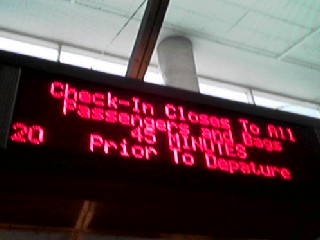 Check-In Closes To All
Passengers and Bags
45 MINUTES
20 Prior To Depature